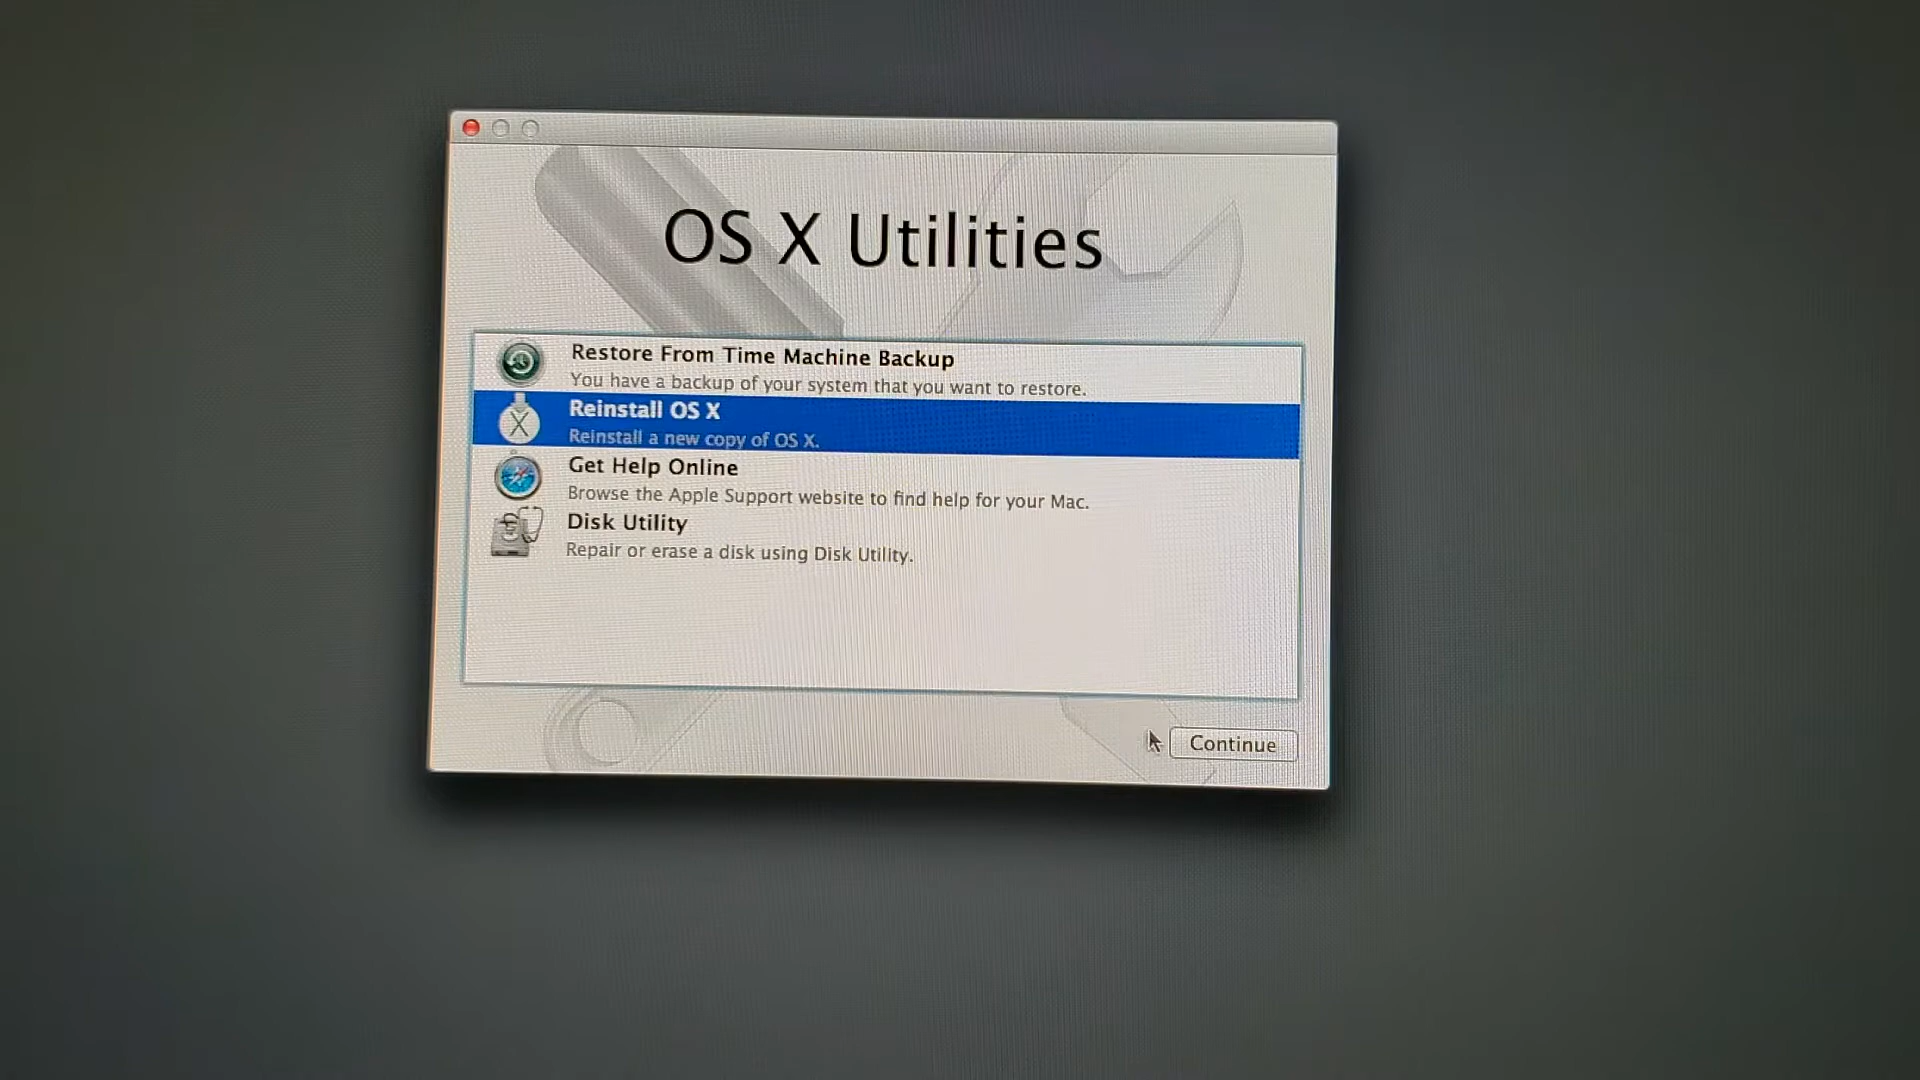 OS X Utilities
Restore From Time Machine Backup
You have a backup of your system that you want to restore.
Reinstall OS X
Reinstall a new copy of OS X.
Get Help Online
Browse the Apple Support website to find help for your Mac.
Disk Utility
Repair or erase a disk using Disk Utility.
Continue